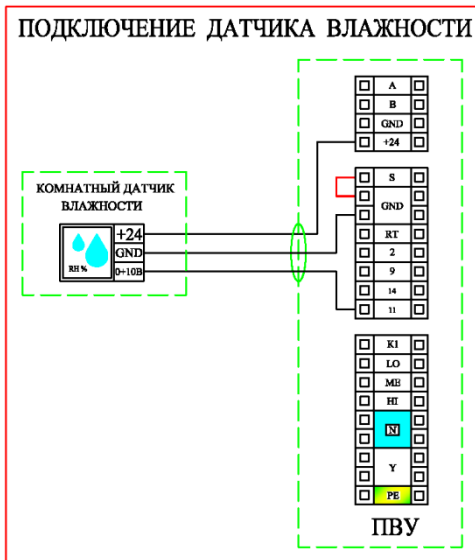 ПОДКЛЮЧЕНИЕ ДАТЧИКА ВЛАЖНОСТИ
A
B
GND
+24
КОМНАТНЫЙ ДАТЧИК
ВЛАЖНОСТИ
+24
GND
0÷10В
RH %
S
GND
RT
2
9
14
11
K1
LO
ME
HI
N
Y
PE
ПВУ